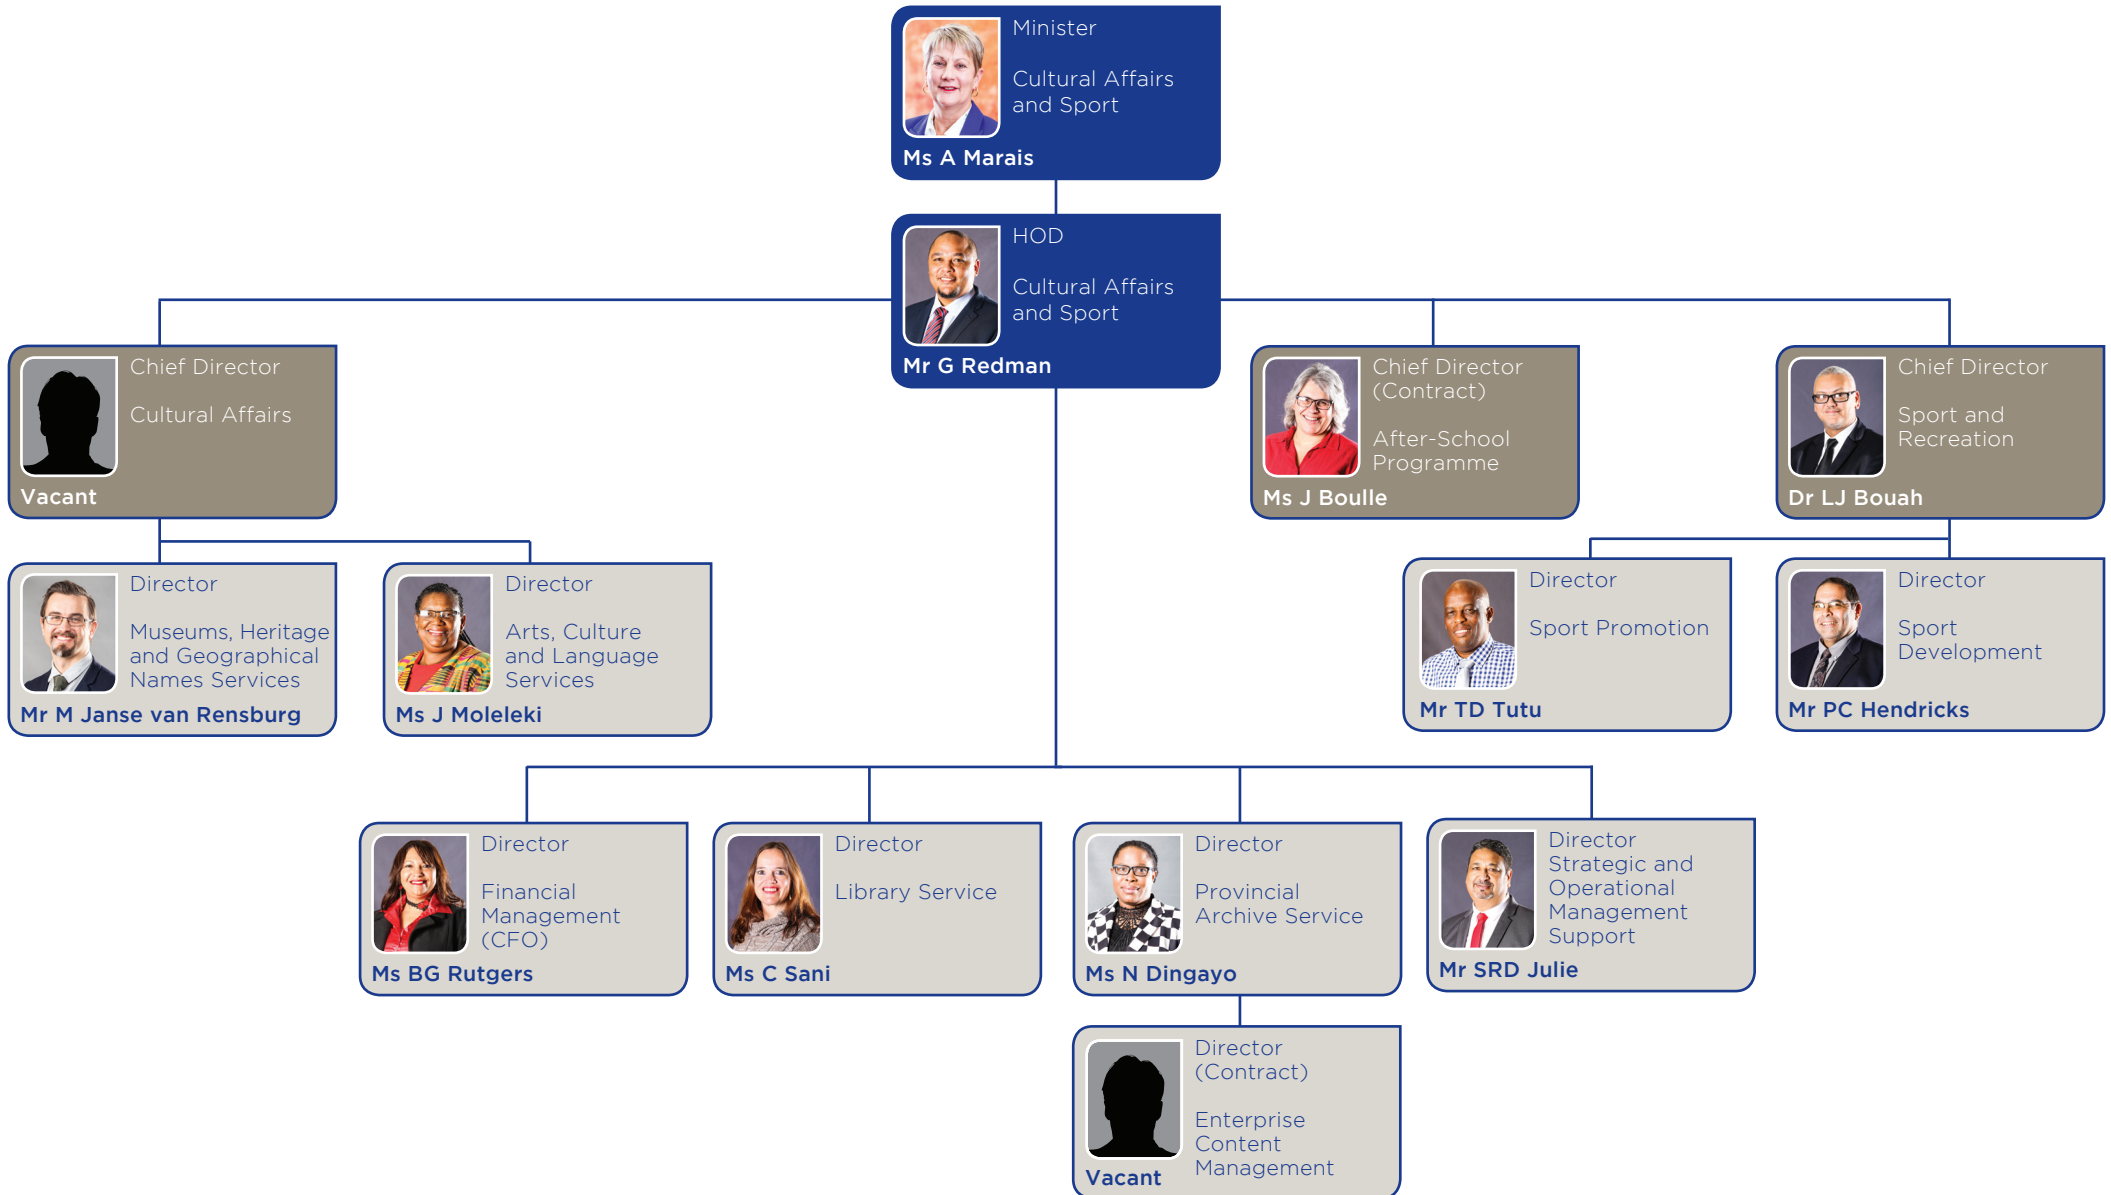 Minister
Cultural Affairs
and Sport
Ms A Marais
HOD
Cultural Affairs
and Sport
Mr G Redman
Chief Director
Cultural Affairs
Vacant
Chief Director
(Contract)
After-School
Programme
Ms J Boulle
Chief Director
Sport and
Recreation
Dr LJ Bouah
Director
Museums, Heritage
and Geographical
Names Services
Mr M Janse van Rensburg
Director
Arts, Culture
and Language
Services
Ms J Moleleki
Director
Sport Promotion
Mr TD Tutu
Director
Sport
Development
Mr PC Hendricks
Director
Financial
Management
(CFO)
Ms BG Rutgers
Director
Library Service
Ms C Sani
Director
Provincial
Archive Service
Ms N Dingayo
Director
Strategic and
Operational
Management
Support
Mr SRD Julie
Director
(Contract)
Enterprise
Content
Management
Vacant